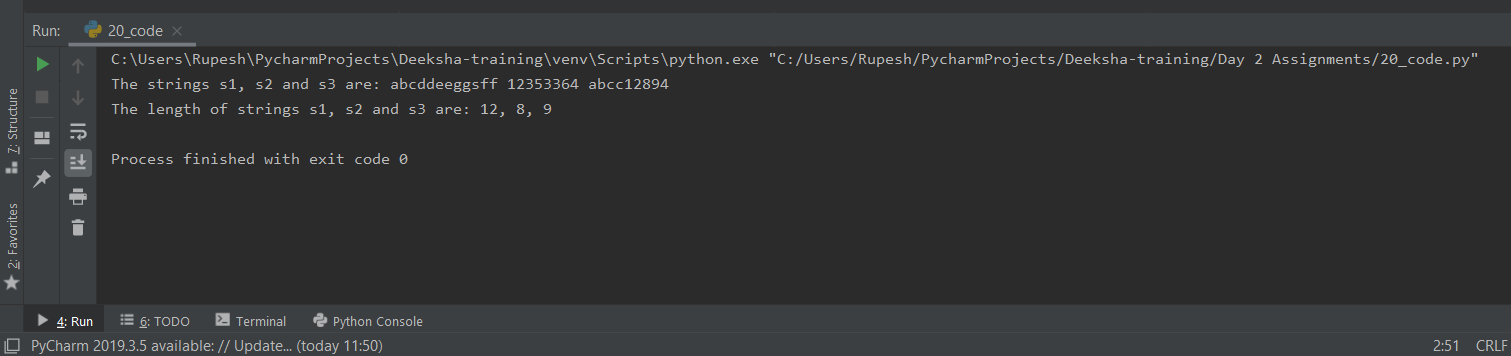 Run: 20_code
C:\Users\Rupesh\PycharmProjects\Deeksha-training\venv\Scripts\python.exe "C:/Users/Rupesh/PycharmProjects/Deeksha-training/Day 2 Assignments/20_code.py"
The strings s1, s2 and s3 are: abcddeeggsff 12353364 abcc12894
The length of strings s1, s2 and s3 are: 12, 8, 9
Process finished with exit code 0
7: Structure
2: Favorites
4: Run 6: TODO Terminal Python Console
PyCharm 2019.3.5 available: // Update... (today 11:50) 2:51 CRLF